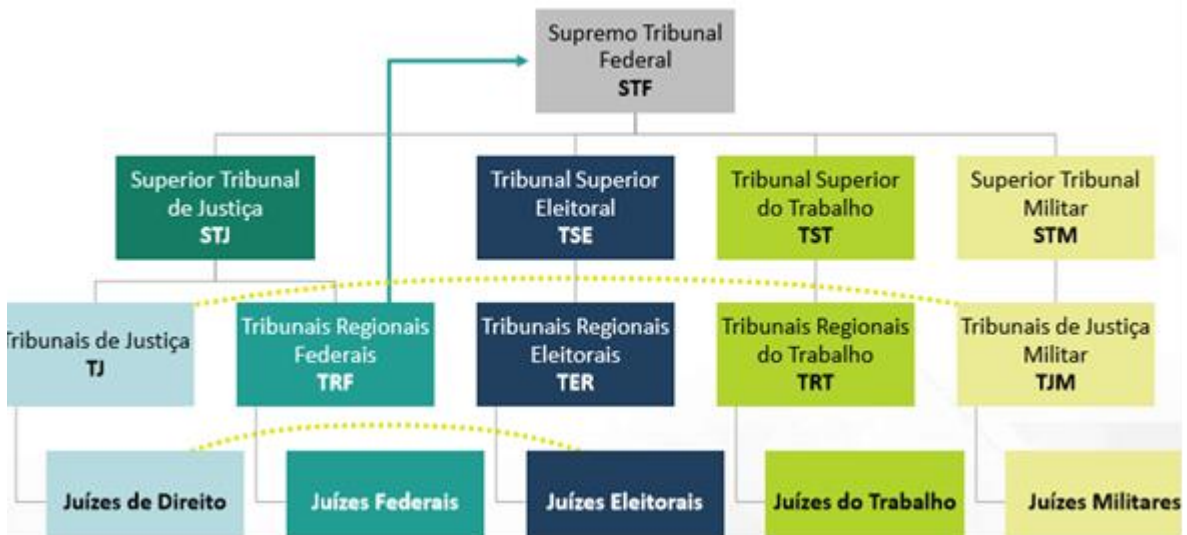 Supremo Tribunal
Federal
STF
Superior Tribunal
de Justiça
STJ
Tribunal Superior
Eleitoral
TSE
Tribunal Superior
do Trabalho
TST
Superior Tribunal
Militar
STM
Tribunais de Justiça
TJ
Tribunais Regionais
Federais
TRF
Tribunais Regionais
Eleitorais
TER
Tribunais Regionais
do Trabalho
TRT
Tribunais de Justiça
Militar
TJM
Juízes de Direito
Juízes Federais
Juízes Eleitorais
Juízes do Trabalho
Juízes Militares